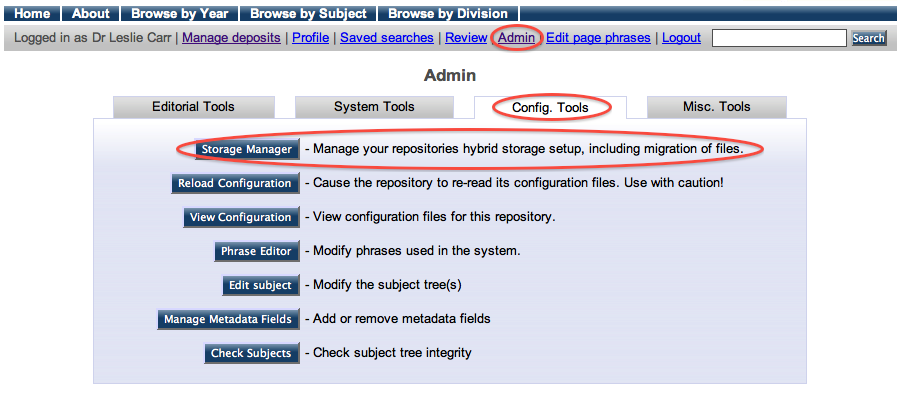 Home About Browse by Year Browse by Subject Browse by Division
Logged in as Dr Leslie Carr | Manage deposits | Profile | Saved searches | Review | Admin Edit page phrases | Logout Search
Admin
Editorial Tools System Tools Config. Tools Misc. Tools
Storage Manager - Manage your repositories hybrid storage setup, including migration of files.
Reload Configuration - Cause the repository to re-read its configuration files. Use with caution!
View Configuration - View configuration files for this repository.
Phrase Editor - Modify phrases used in the system.
Edit subject - Modify the subject tree(s)
Manage Metadata Fields - Add or remove metadata fields
Check Subjects - Check subject tree integrity